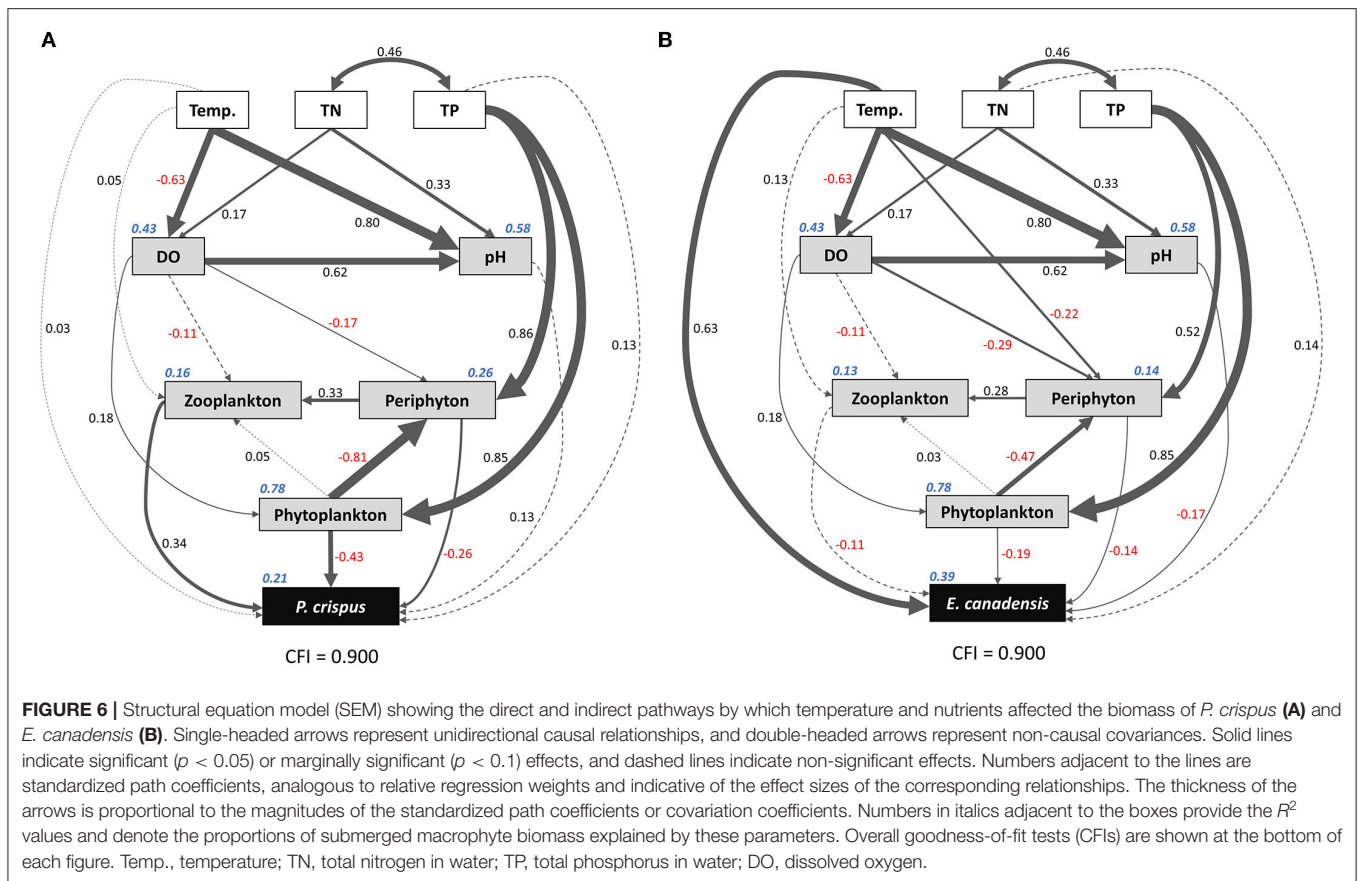 A
0.46
Temp.
TN
TP
0.05
-0.63
0.17
0.33
0.80
0.43
0.58
DO
pH
0.62
0.03
-0.11
-0.17
0.86
0.13
0.16
0.26
Zooplankton
0.33
Periphyton
0.18
0.05
-0.81
0.85
0.78
Phytoplankton
0.13
0.34
-0.43
-0.26
0.21
P. crispus
CFI = 0.900
B
0.46
Temp.
TN
TP
0.13
-0.63
0.17
0.33
0.80
0.43
0.58
DO
pH
0.62
0.63
-0.11
-0.22
-0.29
0.52
0.14
0.13
0.14
Zooplankton
0.28
Periphyton
0.18
0.03
-0.47
0.85
0.78
Phytoplankton
-0.17
-0.11
-0.19
-0.14
0.39
E. canadensis
CFI = 0.900
FIGURE 6 | Structural equation model (SEM) showing the direct and indirect pathways by which temperature and nutrients affected the biomass of P. crispus (A) and
E. canadensis (B). Single-headed arrows represent unidirectional causal relationships, and double-headed arrows represent non-causal covariances. Solid lines
indicate significant (p < 0.05) or marginally significant (p < 0.1) effects, and dashed lines indicate non-significant effects. Numbers adjacent to the lines are
standardized path coefficients, analogous to relative regression weights and indicative of the effect sizes of the corresponding relationships. The thickness of the
arrows is proportional to the magnitudes of the standardized path coefficients or covariation coefficients. Numbers in italics adjacent to the boxes provide the R²
values and denote the proportions of submerged macrophyte biomass explained by these parameters. Overall goodness-of-fit tests (CFIs) are shown at the bottom of
each figure. Temp., temperature; TN, total nitrogen in water; TP, total phosphorus in water; DO, dissolved oxygen.